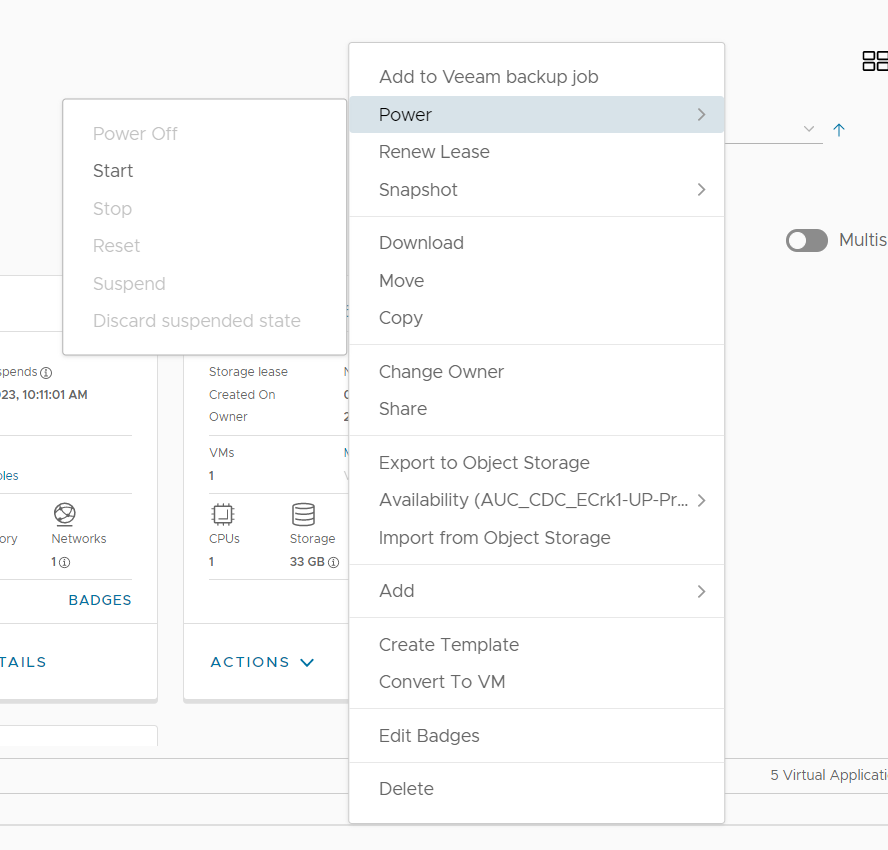 Add to Veeam backup job
Power
Renew Lease
Snapshot
Download
Move
Copy
Change Owner
Share
Export to Object Storage
Availability (AUC_CDC_ECrk1-UP-Pr...
Import from Object Storage
Add
Create Template
Convert To VM
Edit Badges
Delete
Power Off
Start
Stop
Reset
Suspend
Discard suspended state
Multis
spends
23, 10:11:01 AM
oles
ory
Networks
1
BADGES
TAILS
Storage lease
Created On
Owner
VMs
1
CPUs
Storage
1
33 GB
ACTIONS
5 Virtual Applicati